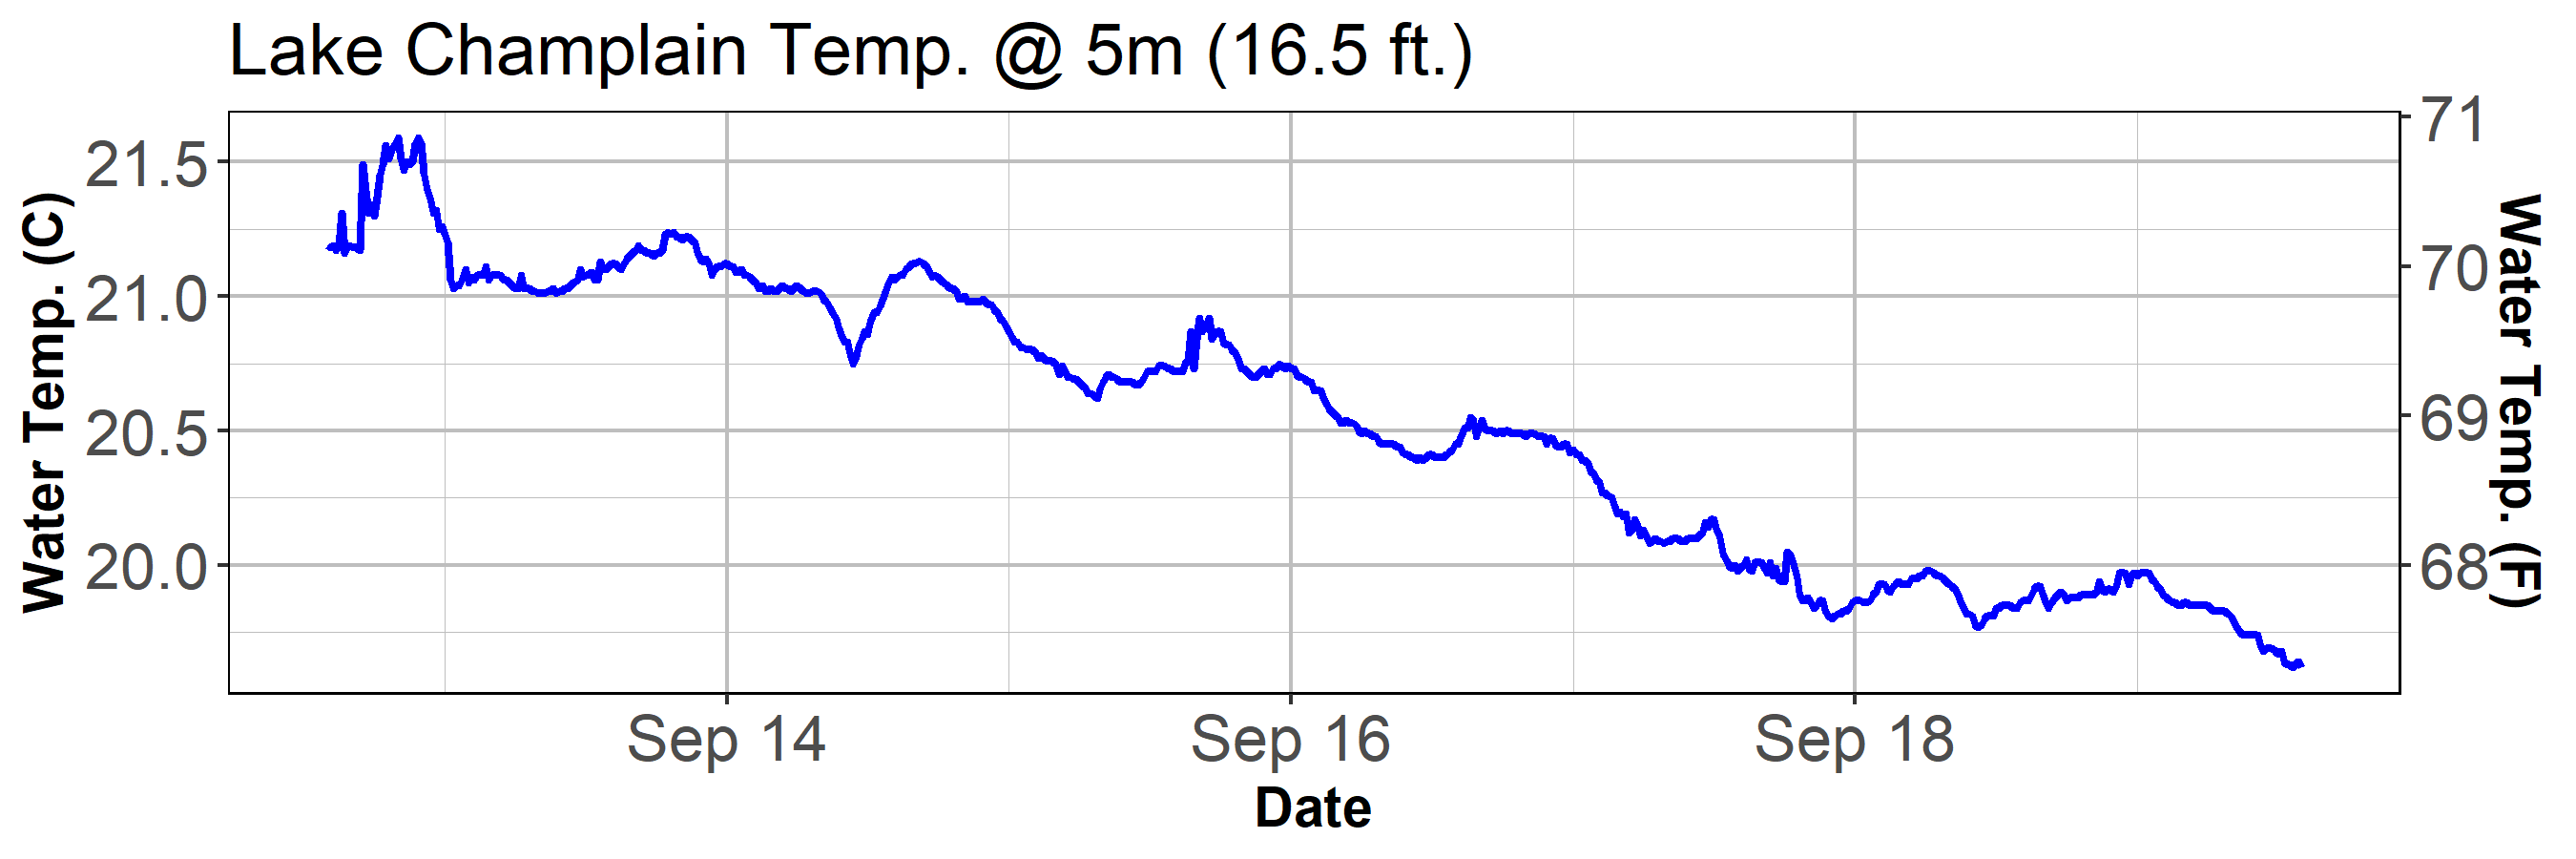 Lake Champlain Temp. @ 5m (16.5 ft.)
Water Temp. (C)
21.5
21.0
20.5
20.0
71
70
69
68
Water Temp. (F)
Sep 14
Sep 16
Sep 18
Date